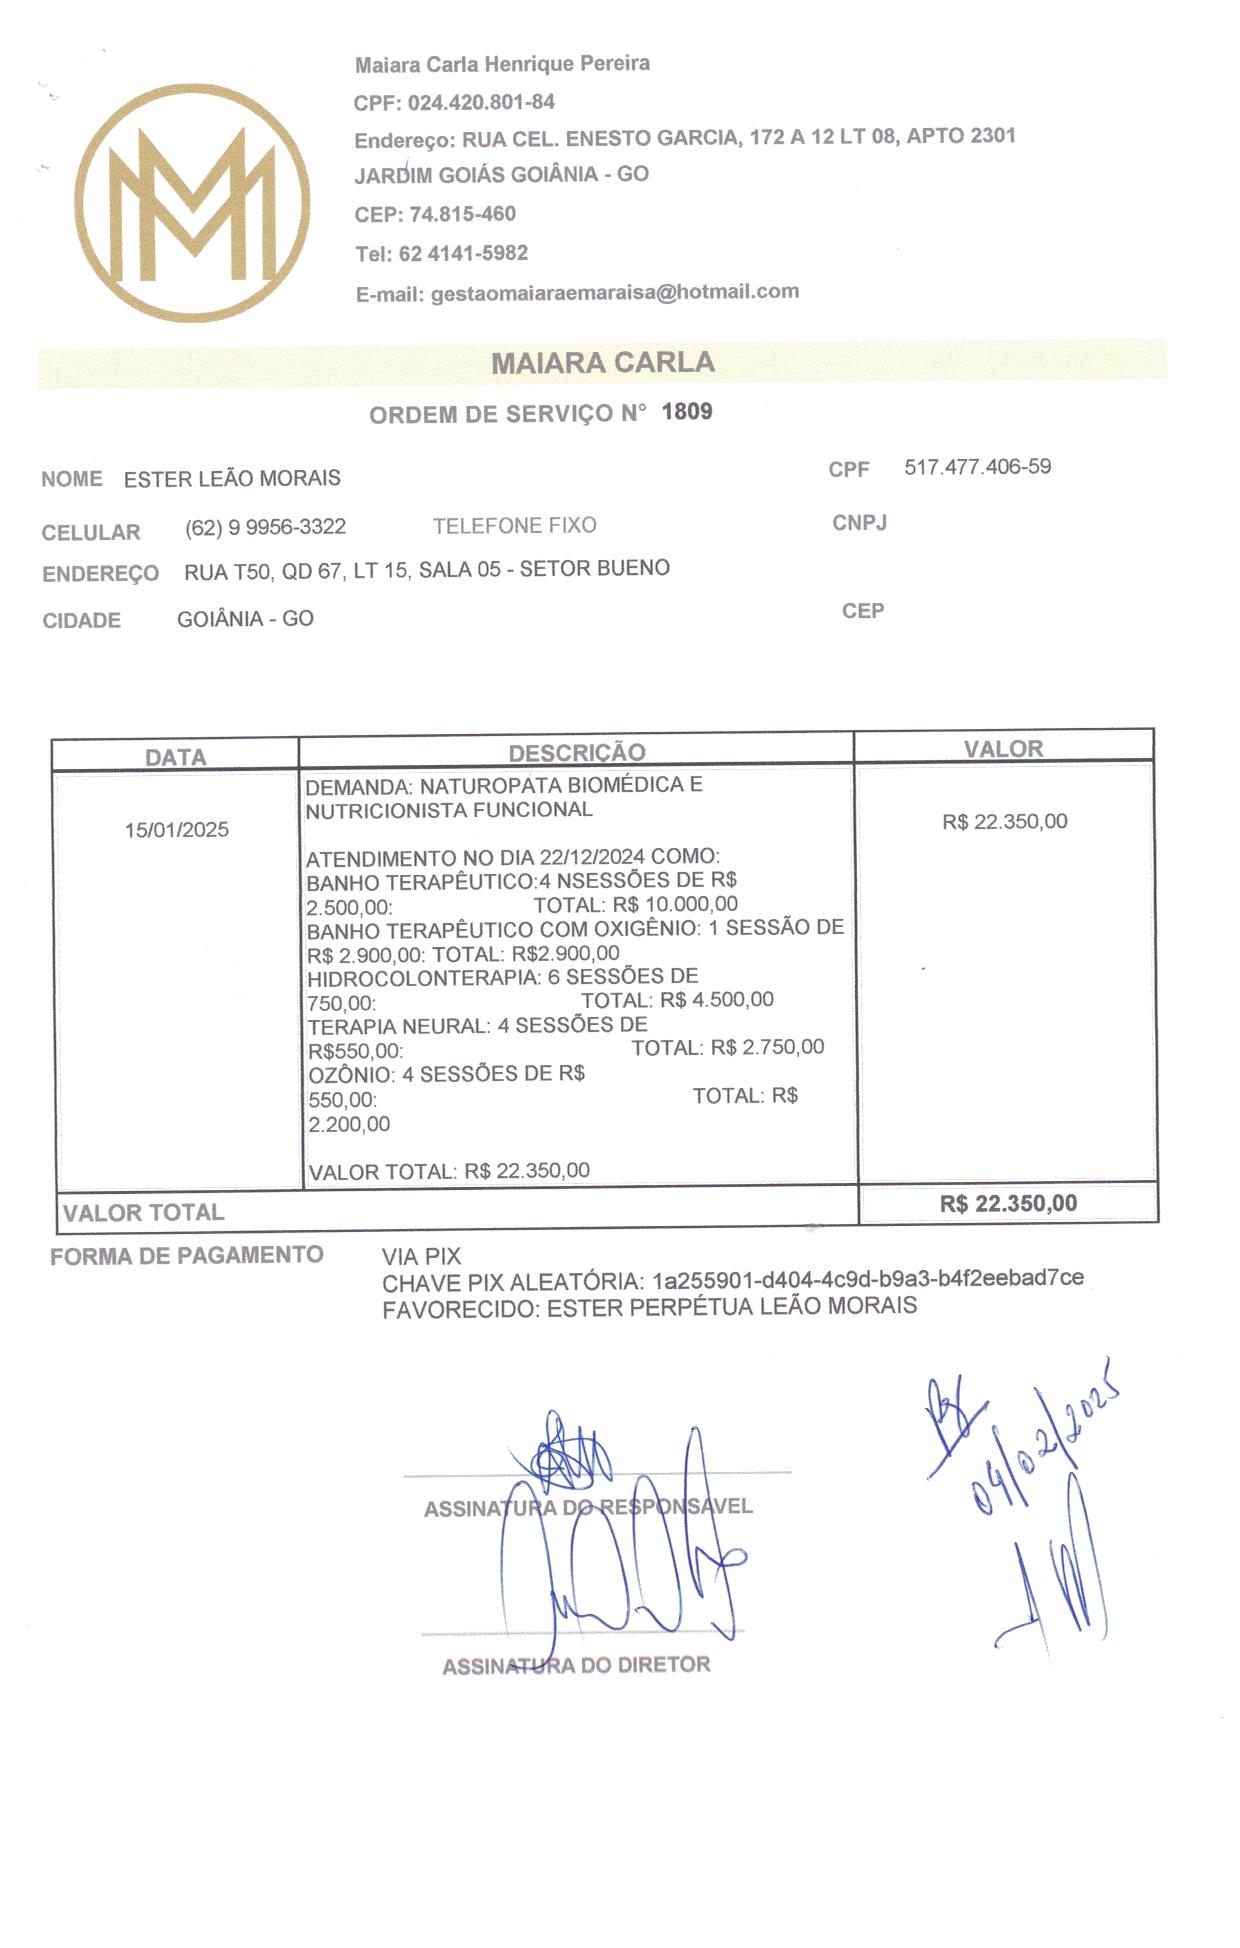 Maiara Carla Henrique Pereira
CPF: 024.420.801-84
Endereço: RUA CEL. ENESTO GARCIA, 172 A 12 LT 08, APTO 2301
JARDIM GOIÁS GOIÂNIA - GO
CEP: 74.815-460
Tel: 62 4141-5982
E-mail: gestaomaiaraemaraisa@hotmail.com
MM
MAIARA CARLA
ORDEM DE SERVIÇO N° 1809
NOME ESTER LEÃO MORAIS CPF 517.477.406-59
CELULAR (62) 9 9956-3322 TELEFONE FIXO CNPJ
ENDEREÇO RUA T50, QD 67, LT 15, SALA 05 - SETOR BUENO
CIDADE GOIÂNIA - GO CEP
DATA DESCRIÇÃO VALOR
DEMANDA: NATUROPATA BIOMÉDICA E
NUTRICIONISTA FUNCIONAL
15/01/2025 R$ 22.350,00
ATENDIMENTO NO DIA 22/12/2024 COMO:
BANHO TERAPÊUTICO:4 NSESSÕES DE R$
2.500,00: TOTAL: R$ 10.000,00
BANHO TERAPÊUTICO COM OXIGÊNIO: 1 SESSÃO DE
R$ 2.900,00: TOTAL: R$2.900,00
HIDROCOLONTERAPIA: 6 SESSÕES DE
750,00: TOTAL: R$ 4.500,00
TERAPIA NEURAL: 4 SESSÕES DE
R$550,00: TOTAL: R$ 2.750,00
OZÔNIO: 4 SESSÕES DE R$
550,00: TOTAL: R$
2.200,00
VALOR TOTAL: R$ 22.350,00
VALOR TOTAL R$ 22.350,00
FORMA DE PAGAMENTO VIA PIX
CHAVE PIX ALEATÓRIA: 1a255901-d404-4c9d-b9a3-b4f2eebad7ce
FAVORECIDO: ESTER PERPÉTUA LEÃO MORAIS
04/02/2025
ASSINATURA DO RESPONSAVEL
ASSINATURA DO DIRETOR